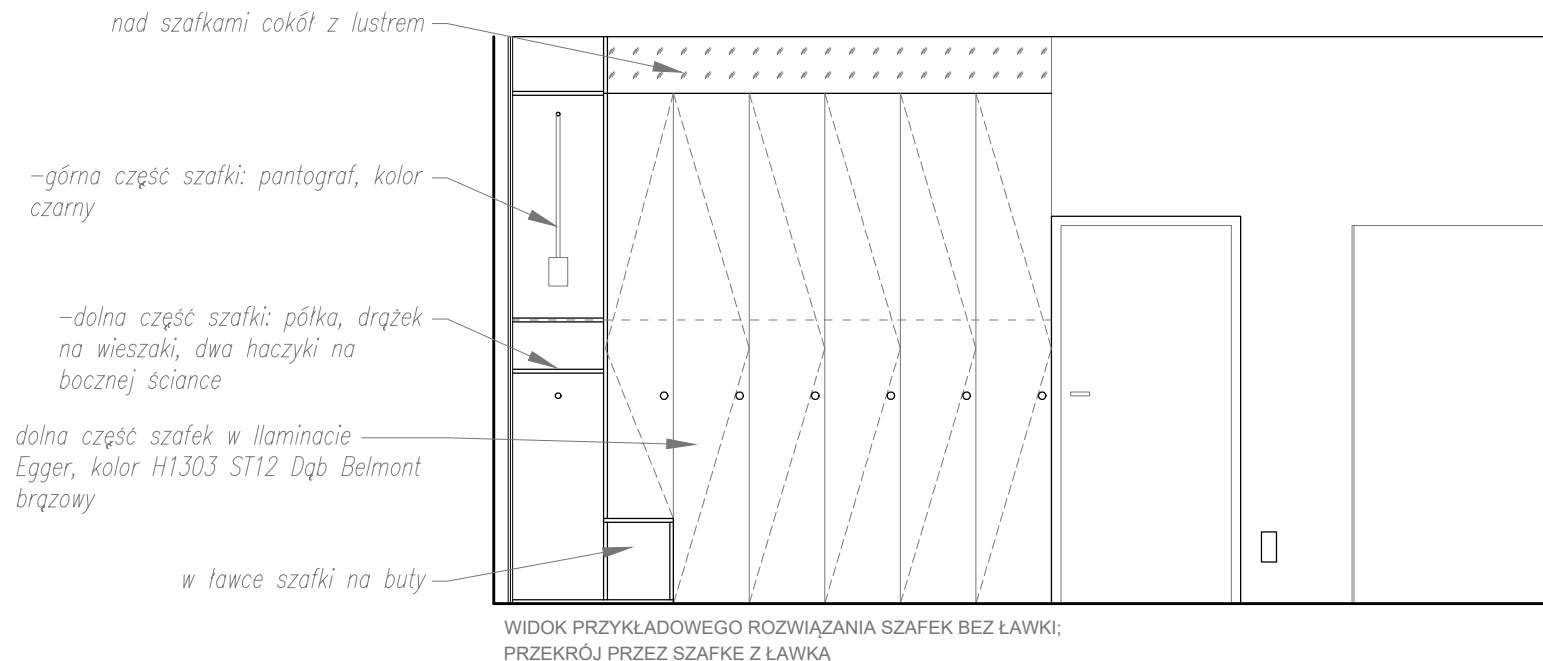 nad szafkami cokół z lustrem
-górna część szafki: pantograf, kolor
czarny
-dolna część szafki: półka, drążek
na wieszaki, dwa haczyki na
bocznej ściance
dolna część szafek w llaminacie
Egger, kolor H1303 ST12 Dąb Belmont
brązowy
w ławce szafki na buty
WIDOK PRZYKŁADOWEGO ROZWIĄZANIA SZAFEK BEZ ŁAWKI;
PRZEKRÓJ PRZEZ SZAFKE Z ŁAWKĄ